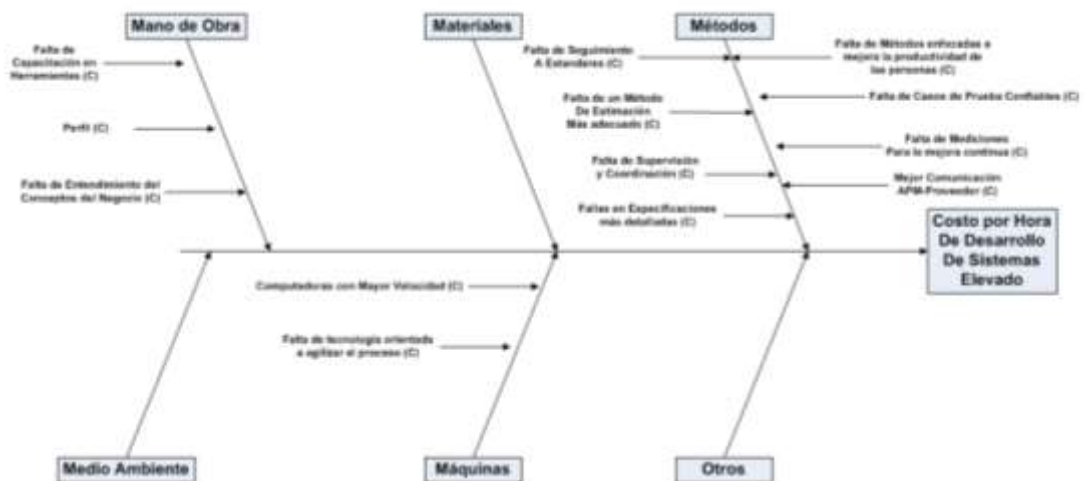 Mano de Obra
Materiales
Métodos
Falta de
Capacitación en
Herramientas (C)
Perfil (C)
Falta de Entendimiento del
Conceptos del Negocio (C)
Falta de Seguimiento
A Estandares (C)
Falta de un Método
De Estimación
Más adecuado (C)
Falta de Supervisión
y Coordinación (C)
Fallas en Especificaciones
más detalladas (C)
Falta de Métodos enfocados a
mejora la productividad de
las personas (C)
Falta de Casos de Prueba Confiables (C)
Falta de Mediciones
Para la mejora continua (C)
Mejor Comunicación
APM-Proveedor (C)
Costo por Hora
De Desarrollo
De Sistemas
Elevado
Computadoras con Mayor Velocidad (C)
Falta de tecnología orientada
a agilizar el proceso (C)
Medio Ambiente
Máquinas
Otros